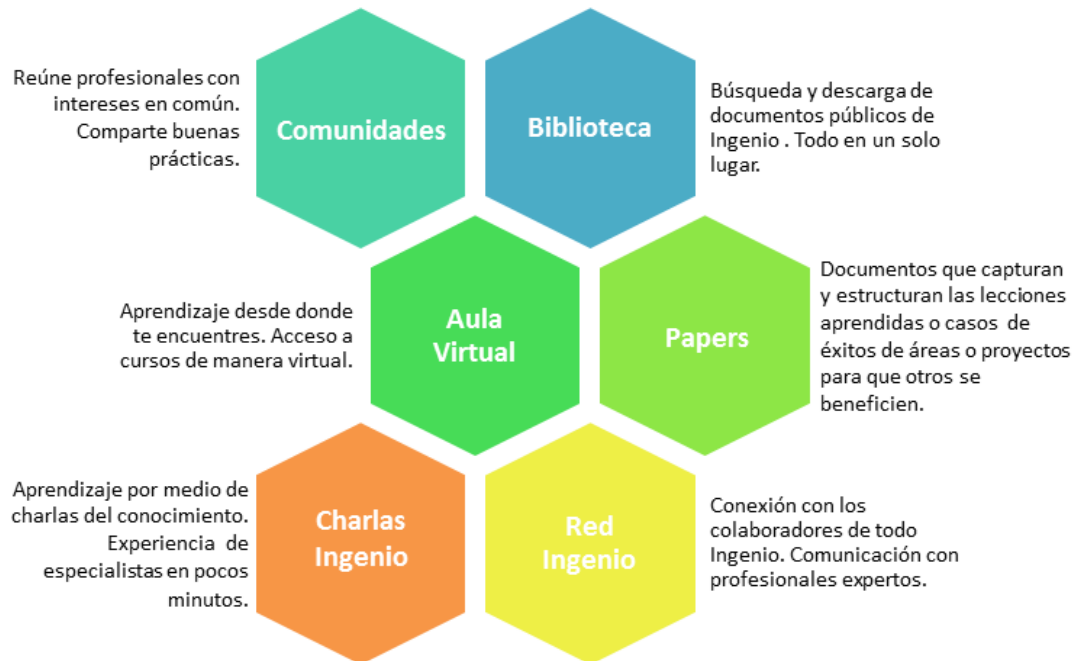 Reúne profesionales con
intereses en común.
Comparte buenas
prácticas.
Comunidades
Biblioteca
Búsqueda y descarga de
documentos públicos de
Ingenio . Todo en un solo
lugar.
Aprendizaje desde donde
te encuentres. Acceso a
cursos de manera virtual.
Aula
Virtual
Papers
Documentos que capturan
y estructuran las lecciones
aprendidas o casos de
éxitos de áreas o proyectos
para que otros se
beneficien.
Aprendizaje por medio de
charlas del conocimiento.
Experiencia de
especialistas en pocos
minutos.
Charlas
Ingenio
Red
Ingenio
Conexión con los
colaboradores de todo
Ingenio. Comunicación con
profesionales expertos.